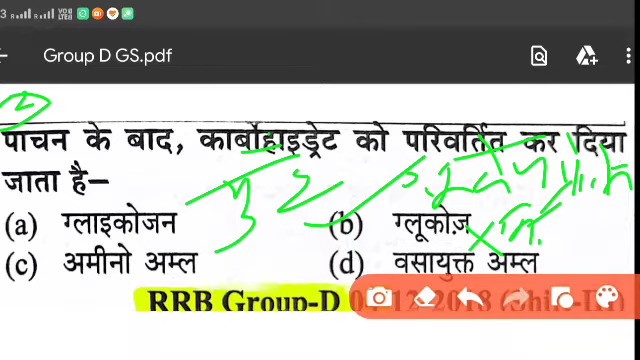 Group D GS.pdf
पाचन के बाद, कार्बोहाइड्रेट को परिवर्तित कर दिया
जाता है–
(a) ग्लाइकोजन (b) ग्लूकोज़
(c) अमीनो अम्ल (d) वसायुक्त अम्ल
RRB Group-D